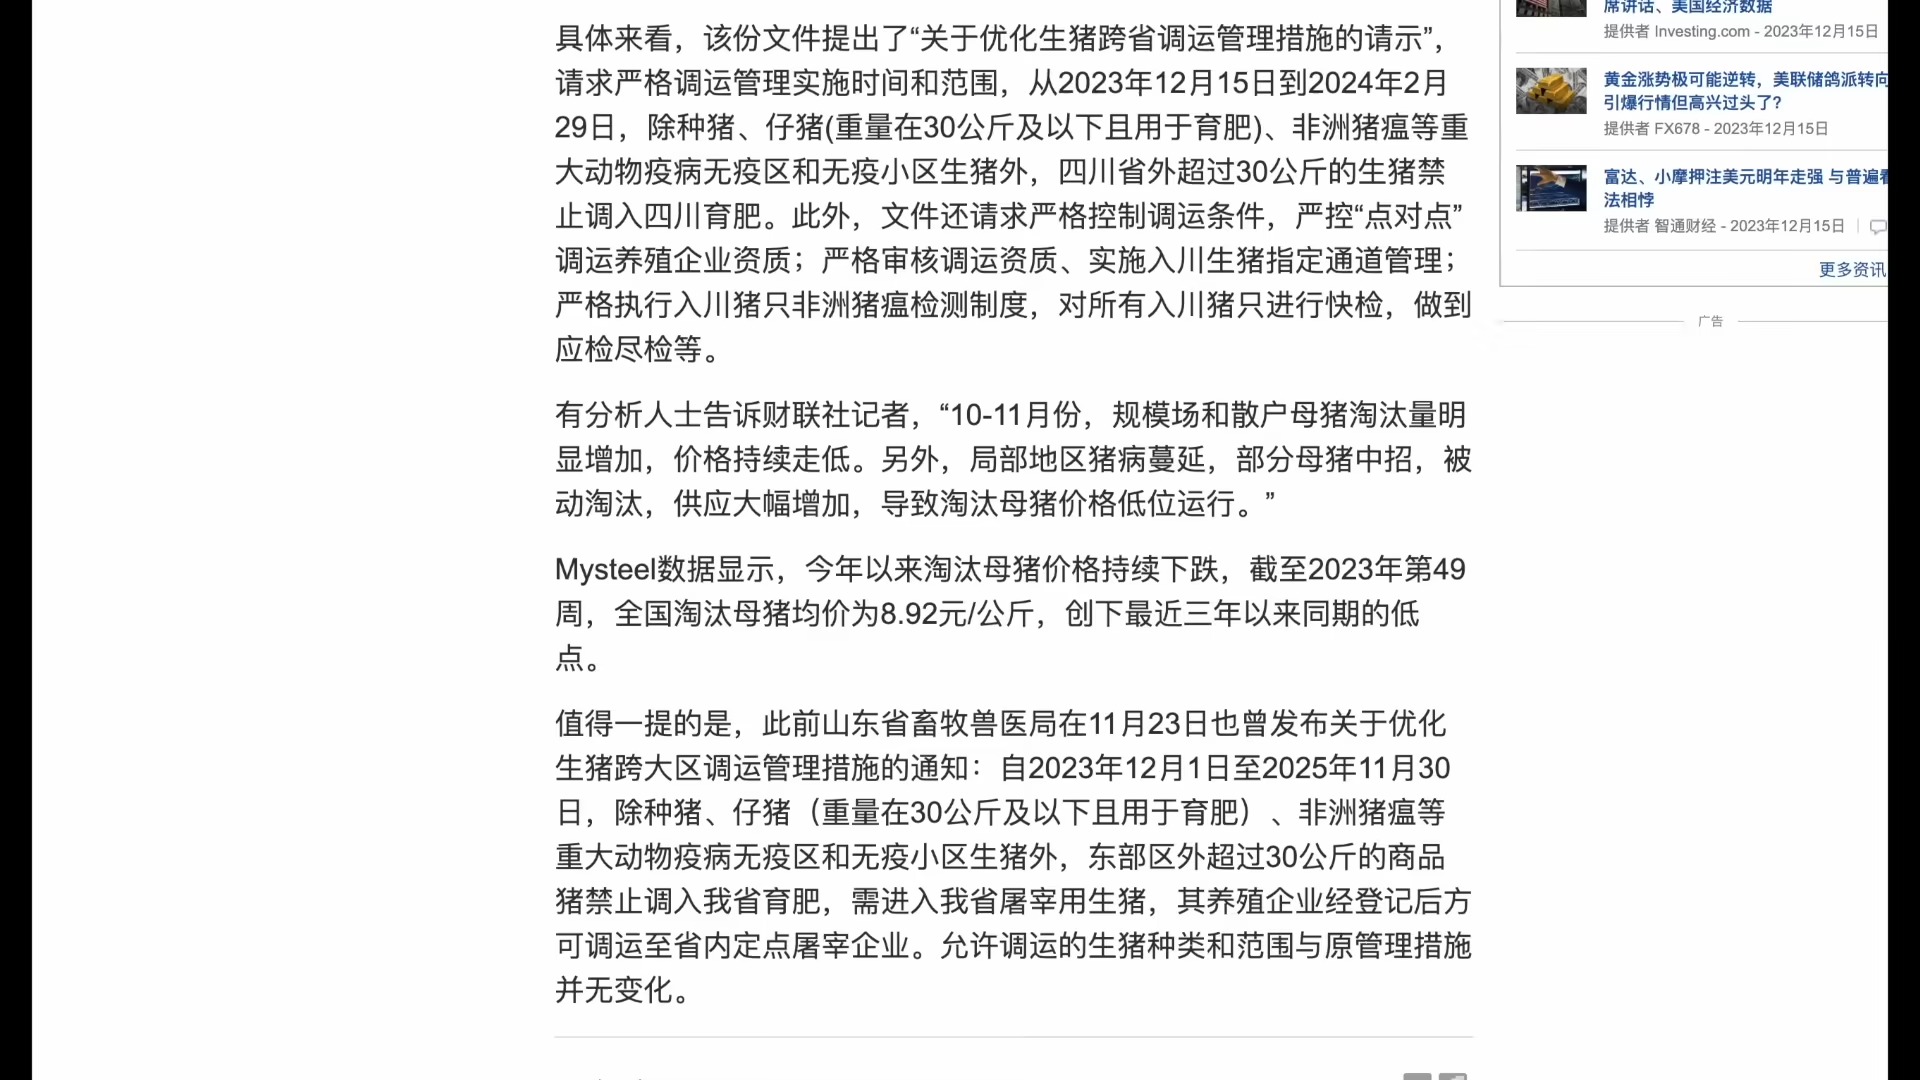 具体来看，该份文件提出了“关于优化生猪跨省调运管理措施的请示”，
请求严格调运管理实施时间和范围，从2023年12月15日到2024年2月
29日，除种猪、仔猪(重量在30公斤及以下且用于育肥)、非洲猪瘟等重
大动物疫病无疫区和无疫小区生猪外，四川省外超过30公斤的生猪禁
止调入四川育肥。此外，文件还请求严格控制调运条件，严控“点对点”
调运养殖企业资质；严格审核调运资质、实施入川生猪指定通道管理；
严格执行入川猪只非洲猪瘟检测制度，对所有入川猪只进行快检，做到
应检尽检等。
有分析人士告诉财联社记者，“10-11月份，规模场和散户母猪淘汰量明
显增加，价格持续走低。另外，局部地区猪病蔓延，部分母猪中招，被
动淘汰，供应大幅增加，导致淘汰母猪价格低位运行。”
Mysteel数据显示，今年以来淘汰母猪价格持续下跌，截至2023年第49
周，全国淘汰母猪均价为8.92元/公斤，创下最近三年以来同期的低
点。
值得一提的是，此前山东省畜牧兽医局在11月23日也曾发布关于优化
生猪跨大区调运管理措施的通知：自2023年12月1日至2025年11月30
日，除种猪、仔猪（重量在30公斤及以下且用于育肥）、非洲猪瘟等
重大动物疫病无疫区和无疫小区生猪外，东部区外超过30公斤的商品
猪禁止调入我省育肥，需进入我省屠宰用生猪，其养殖企业经登记后方
可调运至省内定点屠宰企业。允许调运的生猪种类和范围与原管理措施
并无变化。
席讲话、美国经济数据
提供者 Investing.com - 2023年12月15日
黄金涨势极可能逆转，美联储鸽派转向
引爆行情但高兴过头了?
提供者 FX678 - 2023年12月15日
富达、小摩押注美元明年走强 与普遍看
法相悖
提供者 智通财经 - 2023年12月15日
更多资讯
广告